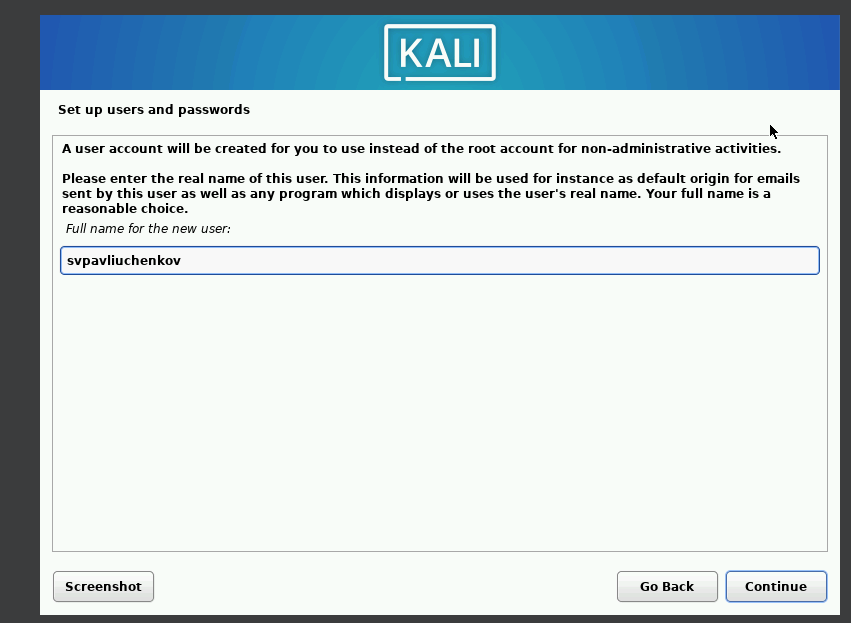 KALI
Set up users and passwords
A user account will be created for you to use instead of the root account for non-administrative activities.
Please enter the real name of this user. This information will be used for instance as default origin for emails
sent by this user as well as any program which displays or uses the user's real name. Your full name is a
reasonable choice.
Full name for the new user:
svpavliuchenkov
Screenshot
Go Back
Continue